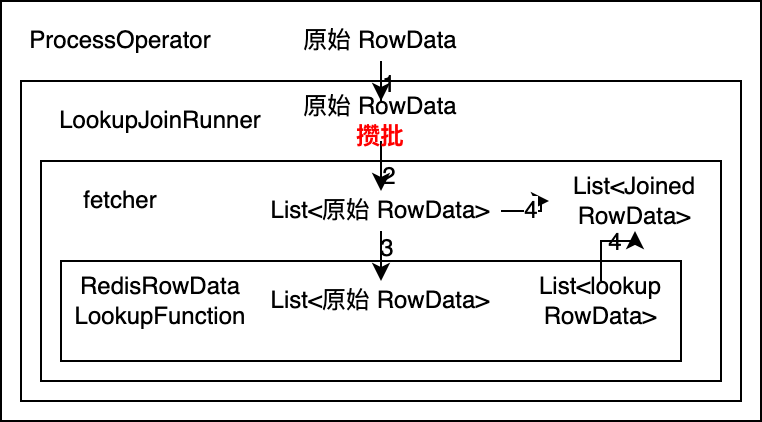 ProcessOperator
原始 RowData
1
LookupJoinRunner
原始 RowData
攒批
2
fetcher
List<原始 RowData>
4
List<Joined
RowData>
3
4
RedisRowData
LookupFunction
List<原始 RowData>
List<lookup
RowData>